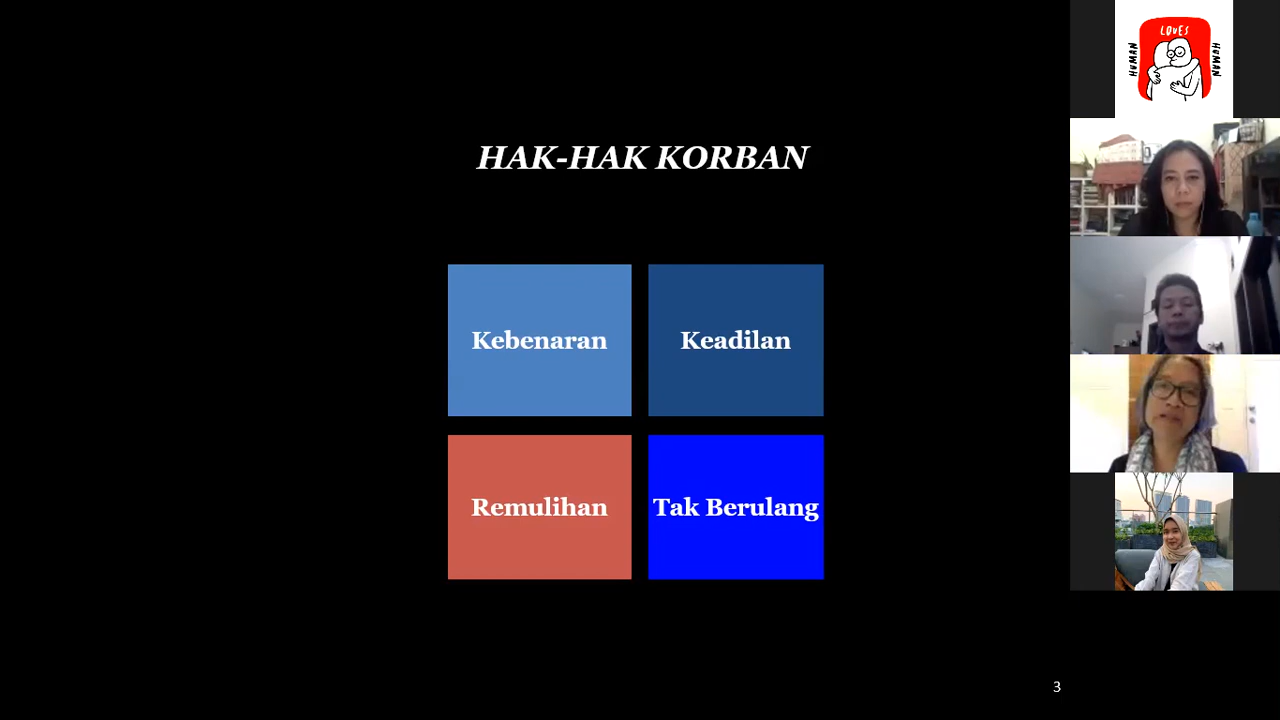 HAK-HAK KORBAN
Kebenaran
Keadilan
Remulihan
Tak Berulang
3
LOVES
HUMAN
HUMAN